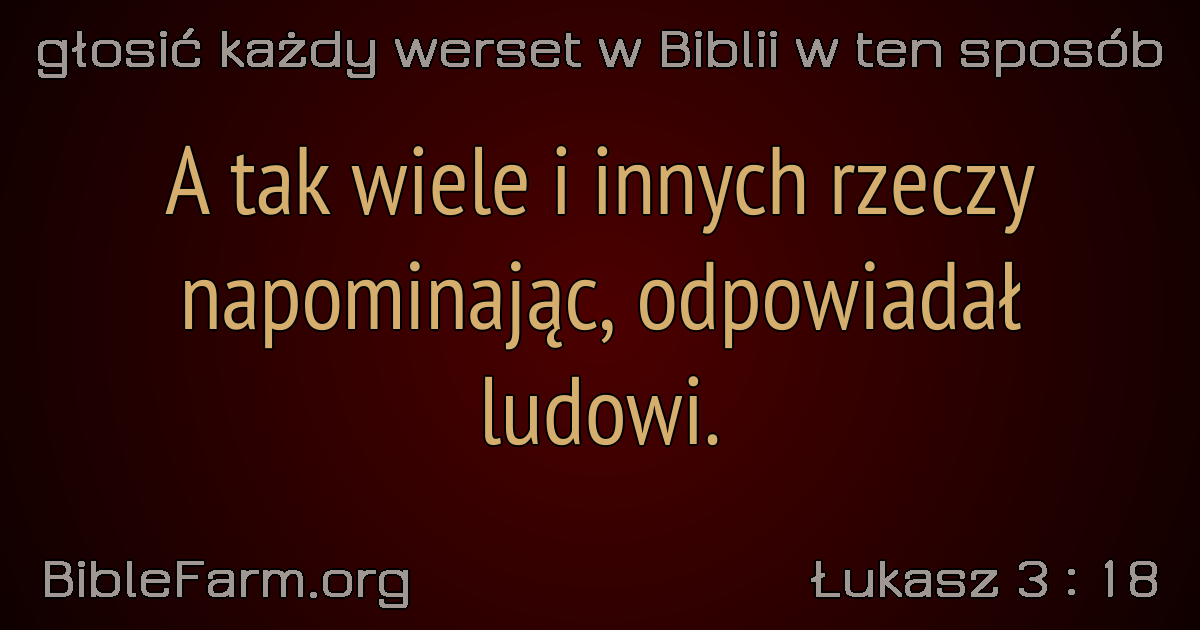 głosić każdy werset w Biblii w ten sposób
A tak wiele i innych rzeczy
napominając, odpowiadał
ludowi.
BibleFarm.org
Łukasz 3 : 18